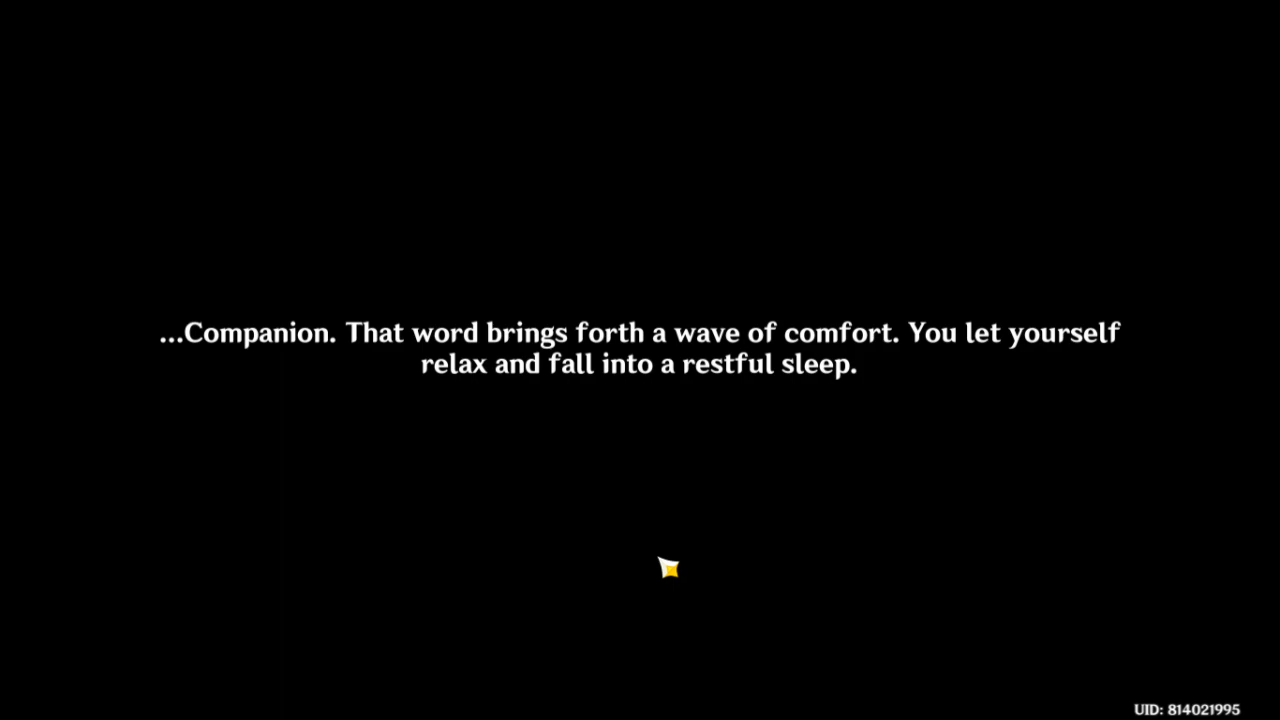 ...Companion. That word brings forth a wave of comfort. You let yourself
relax and fall into a restful sleep.
UID: 814021995